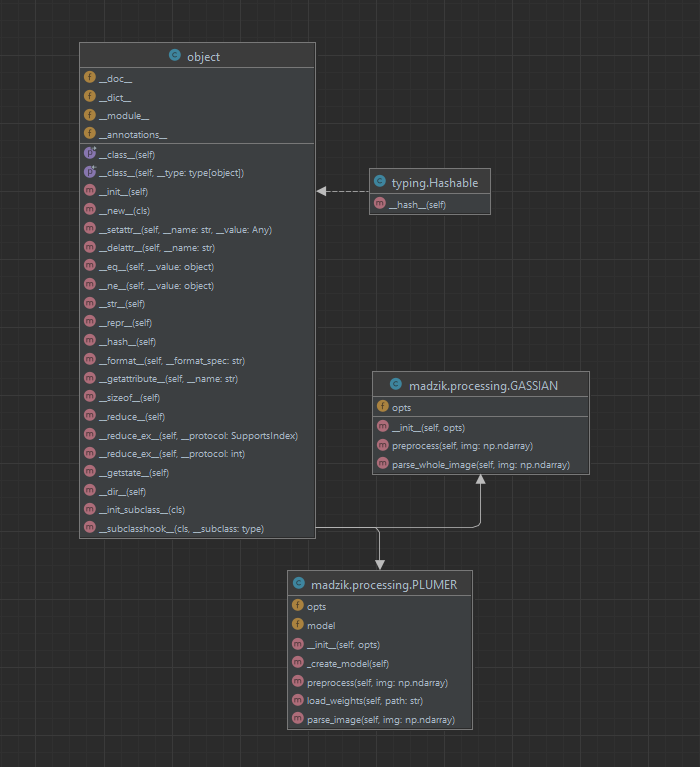 object
__doc__
__dict__
__module__
__annotations__
__class__(self)
__class__(self, __type: type[object])
__init__(self)
__new__(cls)
__setattr__(self, __name: str, __value: Any)
__delattr__(self, __name: str)
__eq__(self, __value: object)
__ne__(self, __value: object)
__str__(self)
__repr__(self)
__hash__(self)
__format__(self, __format_spec: str)
__getattribute__(self, __name: str)
__sizeof__(self)
__reduce__(self)
__reduce_ex__(self, __protocol: SupportsIndex)
__reduce_ex__(self, __protocol: int)
__getstate__(self)
__dir__(self)
__init_subclass__(cls)
__subclasshook__(cls, __subclass: type)
typing.Hashable
__hash__(self)
madzik.processing.GASSIAN
opts
__init__(self, opts)
preprocess(self, img: np.ndarray)
parse_whole_image(self, img: np.ndarray)
madzik.processing.PLUMER
opts
model
__init__(self, opts)
_create_model(self)
preprocess(self, img: np.ndarray)
load_weights(self, path: str)
parse_image(self, img: np.ndarray)